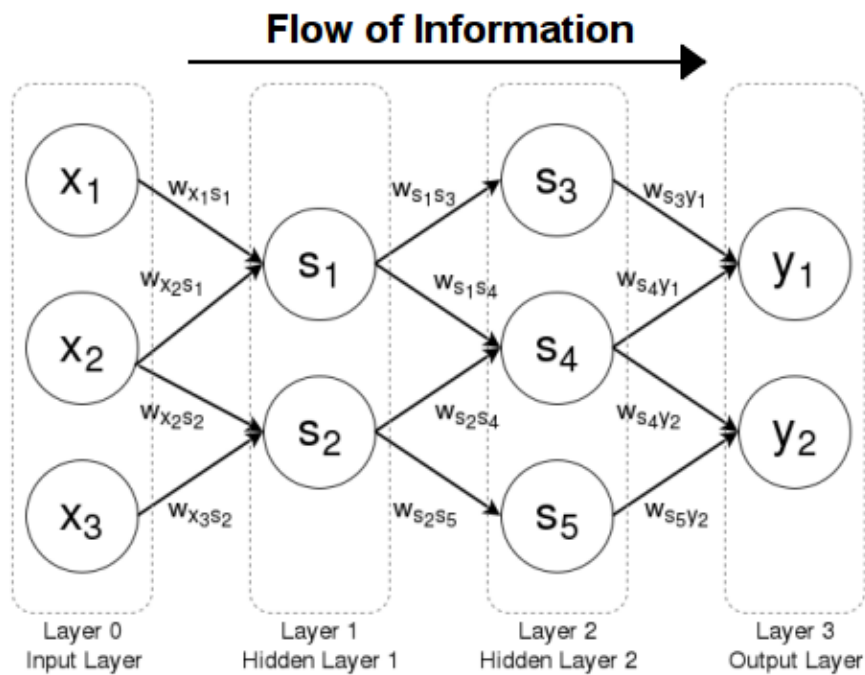 Flow of Information
x1
x2
x3
wx1s1
wx2s1
wx2s2
wx3s2
s1
s2
ws1s3
ws1s4
ws2s4
ws2s5
s3
s4
s5
ws3y1
ws4y1
ws4y2
ws5y2
y1
y2
Layer 0
Input Layer
Layer 1
Hidden Layer 1
Layer 2
Hidden Layer 2
Layer 3
Output Layer